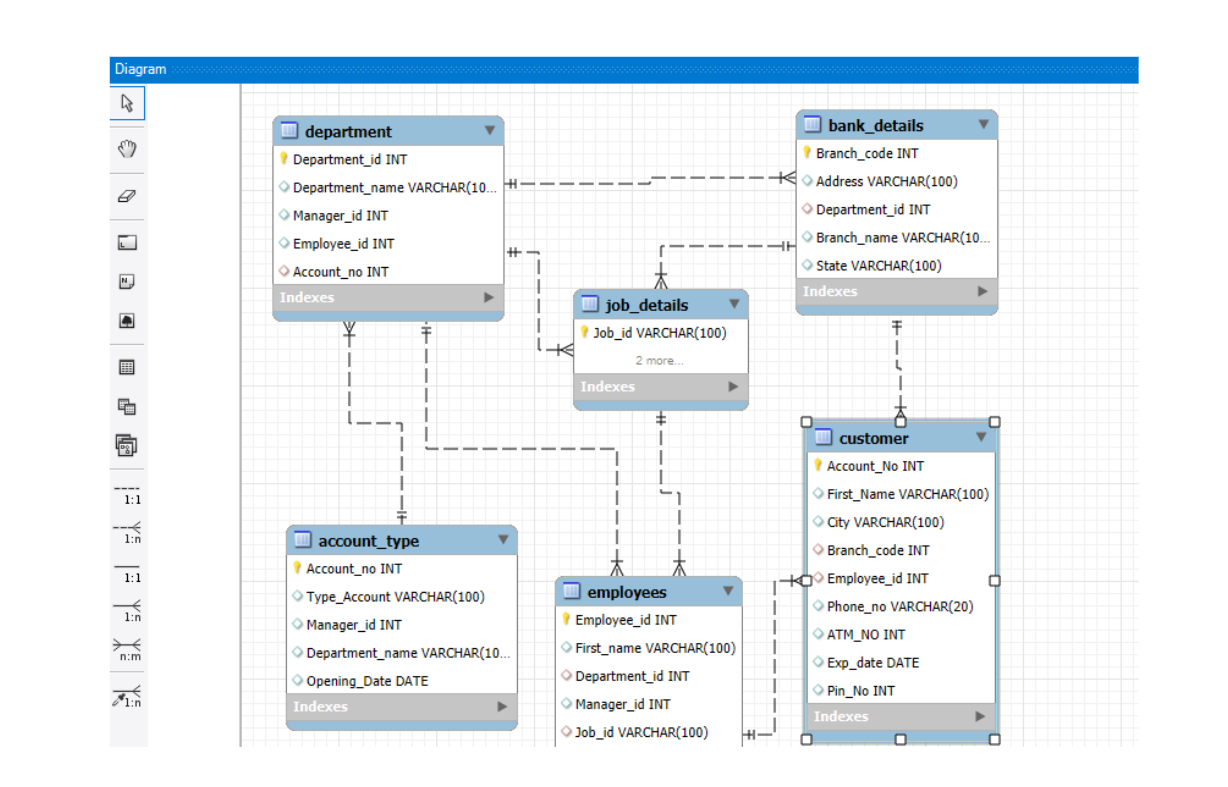 Diagram
department
Department_id INT
Department_name VARCHAR(10...
Manager_id INT
Employee_id INT
Account_no INT
Indexes
bank_details
Branch_code INT
Address VARCHAR(100)
Department_id INT
Branch_name VARCHAR(10...
State VARCHAR(100)
Indexes
job_details
Job_id VARCHAR(100)
2 more...
Indexes
customer
Account_No INT
First_Name VARCHAR(100)
City VARCHAR(100)
Branch_code INT
Employee_id INT
Phone_no VARCHAR(20)
ATM_NO INT
Exp_date DATE
Pin_No INT
Indexes
account_type
Account_no INT
Type_Account VARCHAR(100)
Manager_id INT
Department_name VARCHAR(10...
Opening_Date DATE
Indexes
employees
Employee_id INT
First_name VARCHAR(100)
Department_id INT
Manager_id INT
Job_id VARCHAR(100)
1:1
1:n
1:1
1:n
n:m
1:n